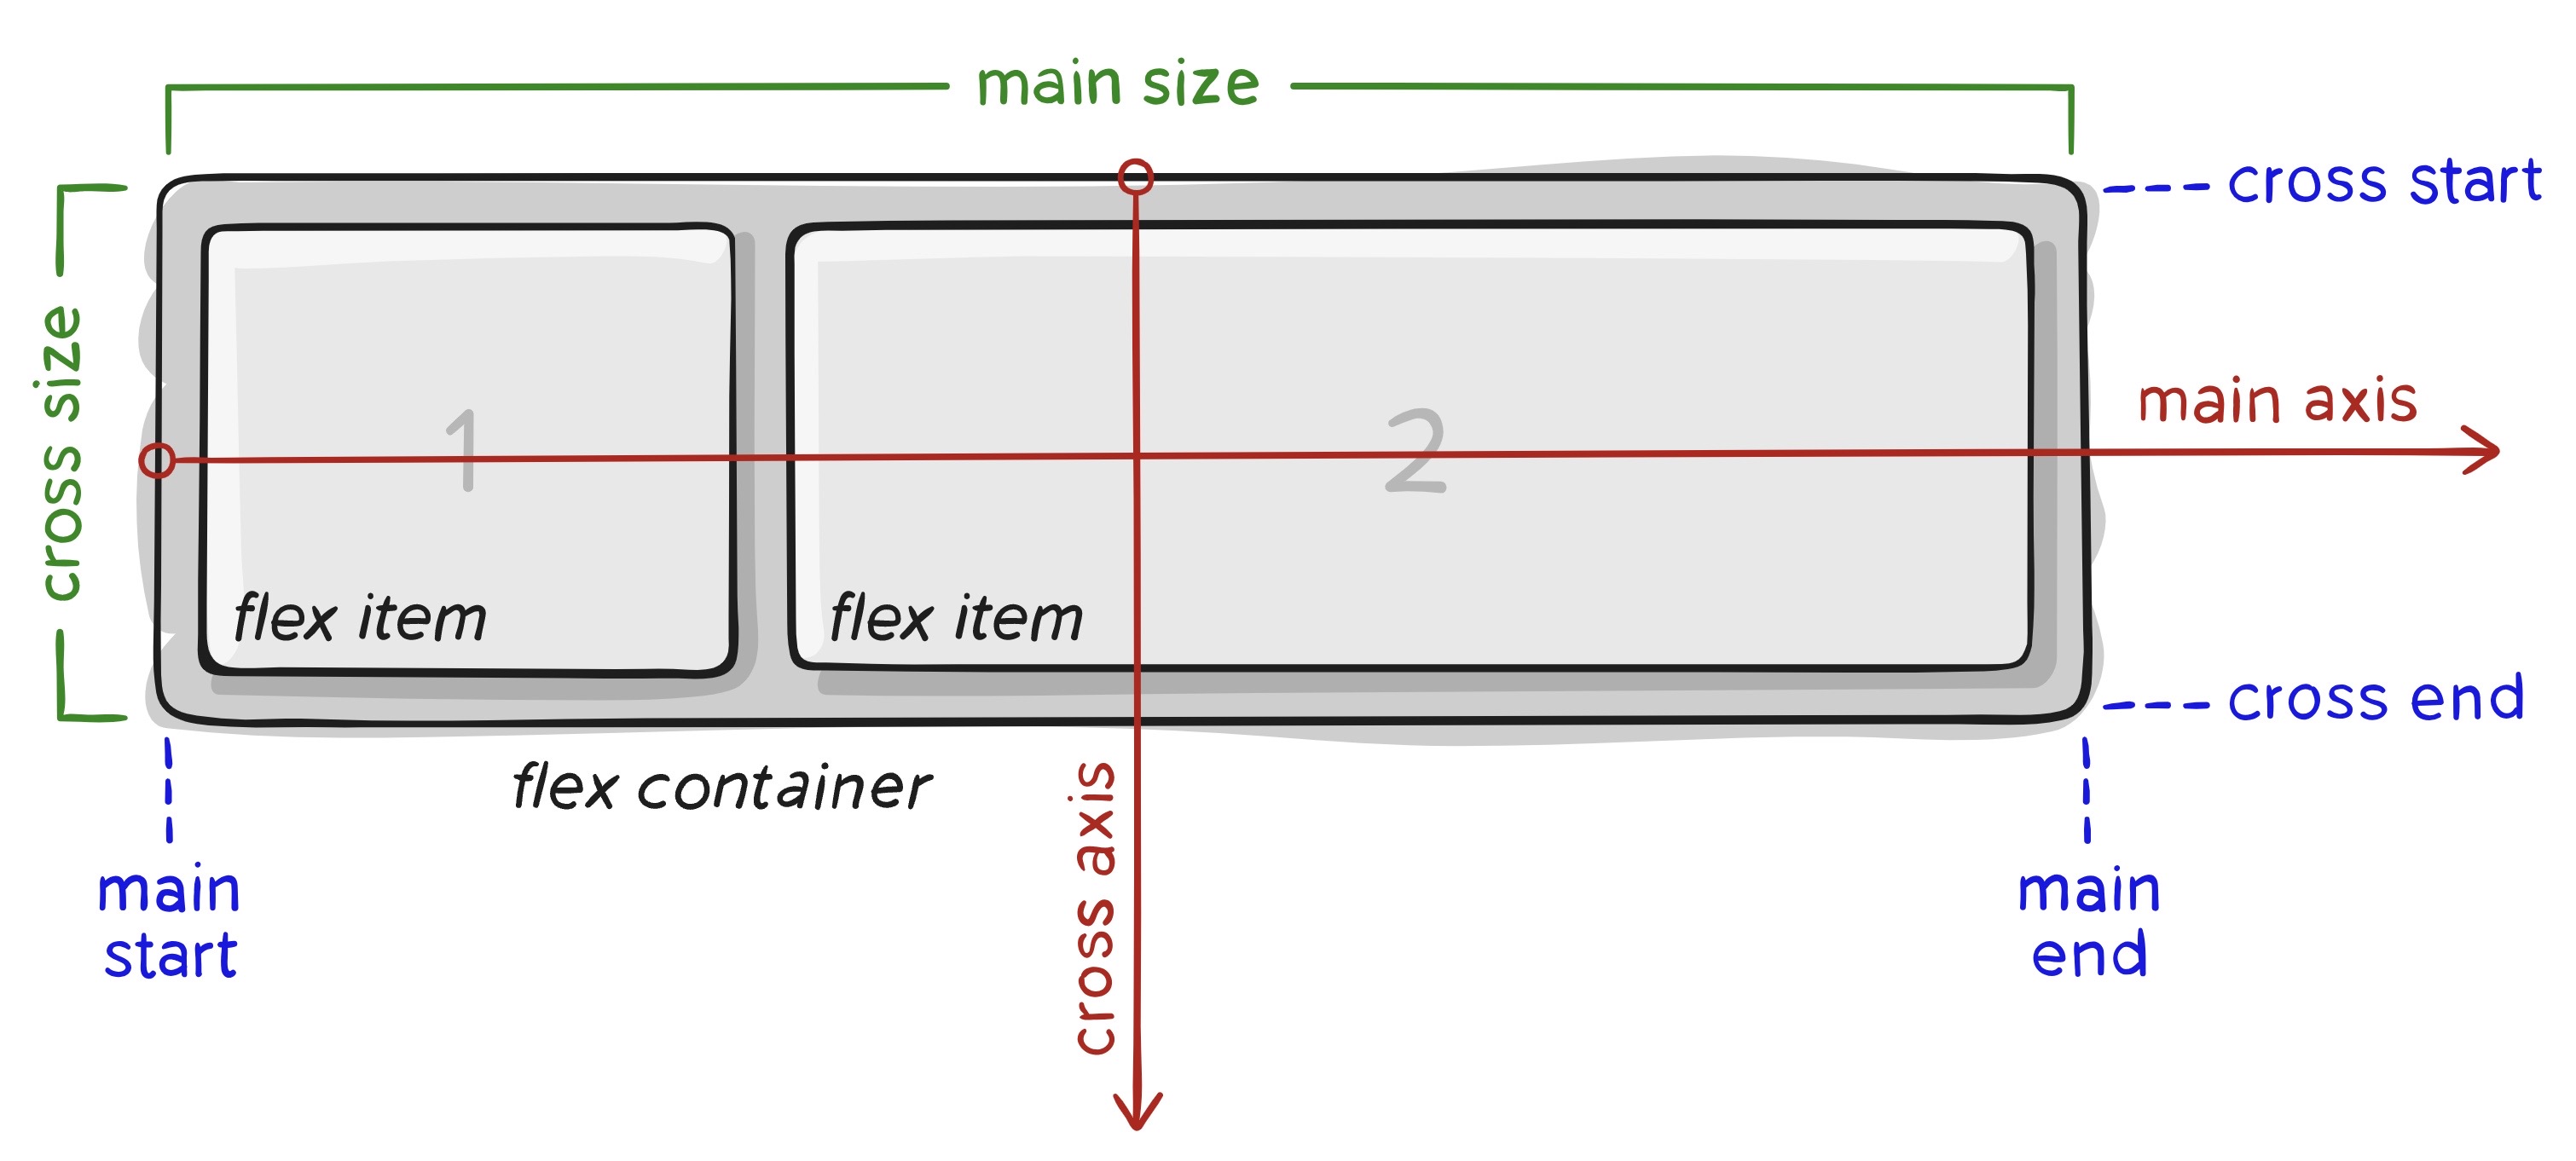 main size
cross start
cross size
main axis
1
2
flex item
flex item
cross end
flex container
cross axis
main
start
main
end